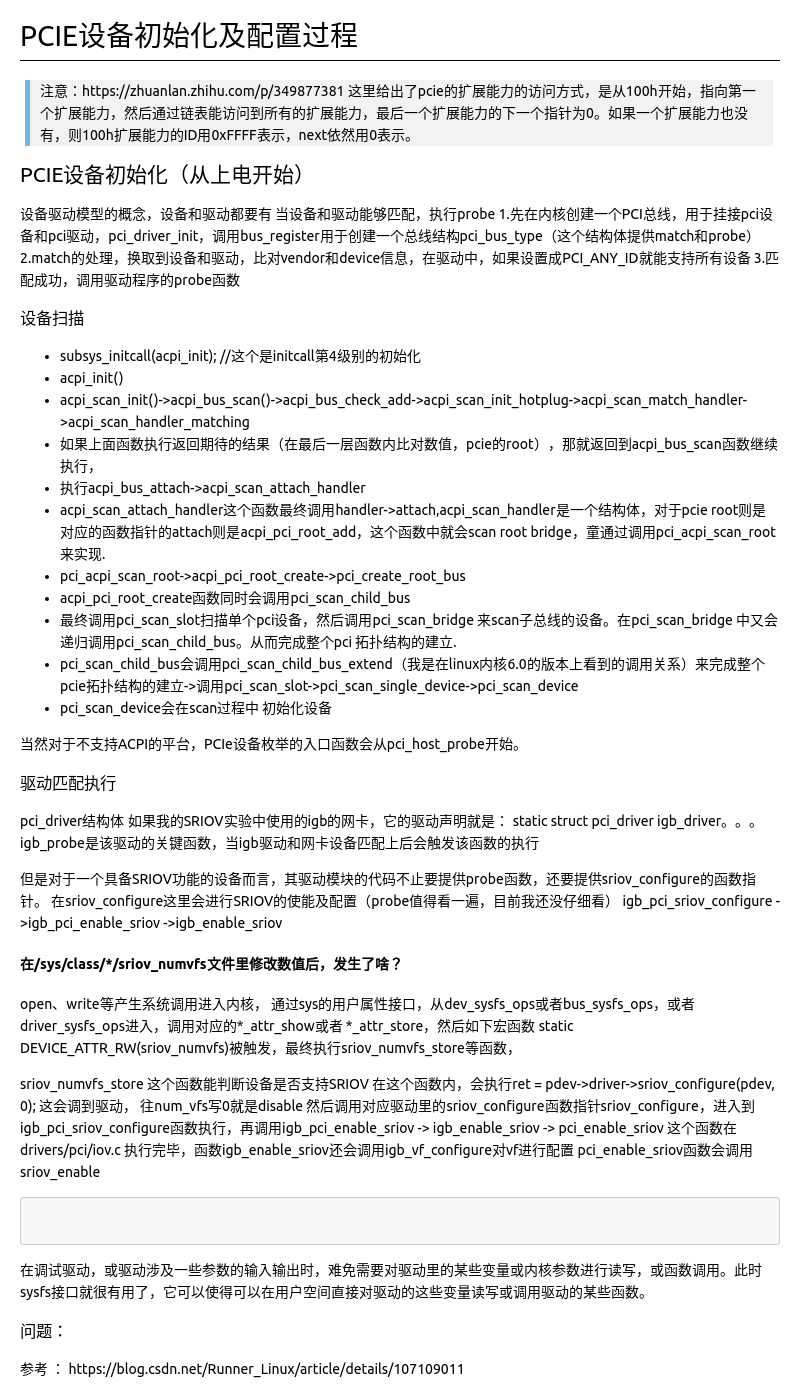 PCIE设备初始化及配置过程
注意：https://zhuanlan.zhihu.com/p/349877381 这里给出了pcie的扩展能力的访问方式，是从100h开始，指向第一
个扩展能力，然后通过链表能访问到所有的扩展能力，最后一个扩展能力的下一个指针为0。如果一个扩展能力也没
有，则100h扩展能力的ID用0xFFFF表示，next依然用0表示。
PCIE设备初始化（从上电开始）
设备驱动模型的概念，设备和驱动都要有 当设备和驱动能够匹配，执行probe 1.先在内核创建一个PCI总线，用于挂接pci设
备和pci驱动，pci_driver_init，调用bus_register用于创建一个总线结构pci_bus_type（这个结构体提供match和probe）
2.match的处理，换取到设备和驱动，比对vendor和device信息，在驱动中，如果设置成PCI_ANY_ID就能支持所有设备 3.匹
配成功，调用驱动程序的probe函数
设备扫描
• subsys_initcall(acpi_init); //这个是initcall第4级别的初始化
• acpi_init()
• acpi_scan_init()->acpi_bus_scan()->acpi_bus_check_add->acpi_scan_init_hotplug->acpi_scan_match_handler-
>acpi_scan_handler_matching
• 如果上面函数执行返回期待的结果（在最后一层函数内比对数值，pcie的root），那就返回到acpi_bus_scan函数继续
执行，
• 执行acpi_bus_attach->acpi_scan_attach_handler
• acpi_scan_attach_handler这个函数最终调用handler->attach,acpi_scan_handler是一个结构体，对于pcie root则是
对应的函数指针的attach则是acpi_pci_root_add，这个函数中就会scan root bridge，童通过调用pci_acpi_scan_root
来实现.
• pci_acpi_scan_root->acpi_pci_root_create->pci_create_root_bus
• acpi_pci_root_create函数同时会调用pci_scan_child_bus
• 最终调用pci_scan_slot扫描单个pci设备，然后调用pci_scan_bridge 来scan子总线的设备。在pci_scan_bridge 中又会
递归调用pci_scan_child_bus。从而完成整个pci 拓扑结构的建立.
• pci_scan_child_bus会调用pci_scan_child_bus_extend（我是在linux内核6.0的版本上看到的调用关系）来完成整个
pcie拓扑结构的建立->调用pci_scan_slot->pci_scan_single_device->pci_scan_device
• pci_scan_device会在scan过程中 初始化设备
当然对于不支持ACPI的平台，PCIe设备枚举的入口函数会从pci_host_probe开始。
驱动匹配执行
pci_driver结构体 如果我的SRIOV实验中使用的igb的网卡，它的驱动声明就是： static struct pci_driver igb_driver。。。
igb_probe是该驱动的关键函数，当igb驱动和网卡设备匹配上后会触发该函数的执行
但是对于一个具备SRIOV功能的设备而言，其驱动模块的代码不止要提供probe函数，还要提供sriov_configure的函数指
针。 在sriov_configure这里会进行SRIOV的使能及配置（probe值得看一遍，目前我还没仔细看） igb_pci_sriov_configure -
>igb_pci_enable_sriov ->igb_enable_sriov
在/sys/class/*/sriov_numvfs文件里修改数值后，发生了啥？
open、write等产生系统调用进入内核， 通过sys的用户属性接口，从dev_sysfs_ops或者bus_sysfs_ops，或者
driver_sysfs_ops进入，调用对应的*_attr_show或者 *_attr_store，然后如下宏函数 static
DEVICE_ATTR_RW(sriov_numvfs)被触发，最终执行sriov_numvfs_store等函数，
sriov_numvfs_store 这个函数能判断设备是否支持SRIOV 在这个函数内，会执行ret = pdev->driver->sriov_configure(pdev,
0); 这会调到驱动， 往num_vfs写0就是disable 然后调用对应驱动里的sriov_configure函数指针sriov_configure，进入到
igb_pci_sriov_configure函数执行，再调用igb_pci_enable_sriov -> igb_enable_sriov -> pci_enable_sriov 这个函数在
drivers/pci/iov.c 执行完毕，函数igb_enable_sriov还会调用igb_vf_configure对vf进行配置 pci_enable_sriov函数会调用
sriov_enable
在调试驱动，或驱动涉及一些参数的输入输出时，难免需要对驱动里的某些变量或内核参数进行读写，或函数调用。此时
sysfs接口就很有用了，它可以使得可以在用户空间直接对驱动的这些变量读写或调用驱动的某些函数。
问题：
参考 ： https://blog.csdn.net/Runner_Linux/article/details/107109011